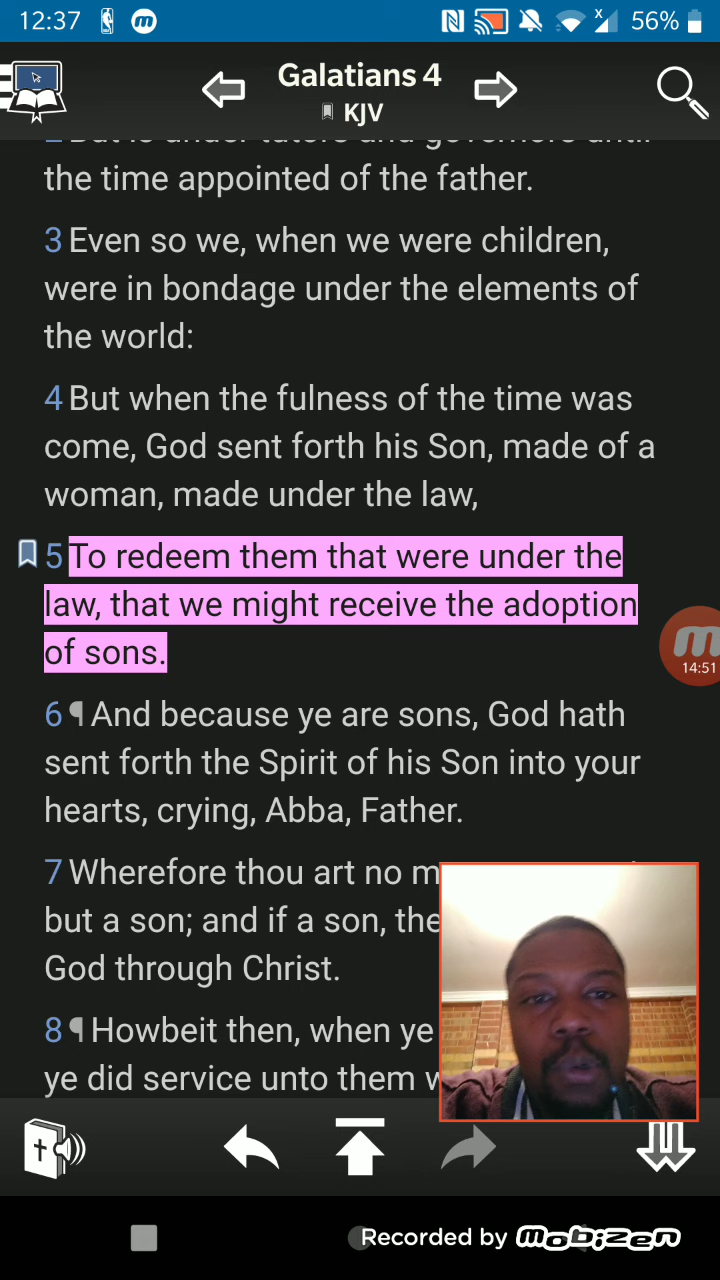 12:37
56%
Galatians 4
KJV
the time appointed of the father.
3 Even so we, when we were children,
were in bondage under the elements of
the world:
4 But when the fulness of the time was
come, God sent forth his Son, made of a
woman, made under the law,
5 To redeem them that were under the
law, that we might receive the adoption
of sons.
14:51
6 ¶ And because ye are sons, God hath
sent forth the Spirit of his Son into your
hearts, crying, Abba, Father.
7 Wherefore thou art no
but a son; and if a son,
God through Christ.
8 ¶ Howbeit then, when ye
ye did service unto them
Recorded by mobizen